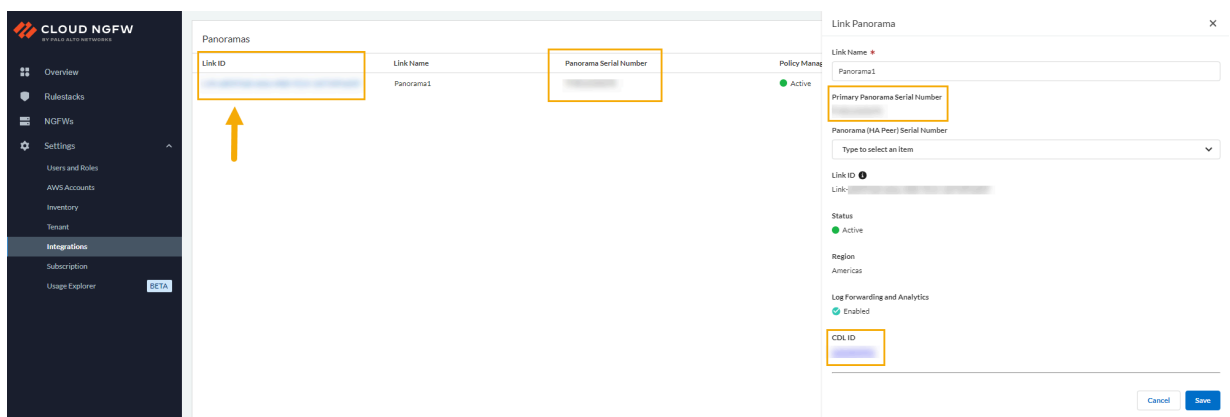 CLOUD NGFW
BY PALO ALTO NETWORKS
Overview
Rulestacks
NGFWs
Settings
Users and Roles
AWS Accounts
Inventory
Tenant
Integrations
Subscription
Usage Explorer BETA
Panoramas
Link ID Link Name Panorama Serial Number Policy Manag
Panorama1 Active
Link Panorama
Link Name *
Panorama1
Primary Panorama Serial Number
Panorama (HA Peer) Serial Number
Type to select an item
Link ID
Link-
Status
Active
Region
Americas
Log Forwarding and Analytics
Enabled
CDL ID
Cancel Save